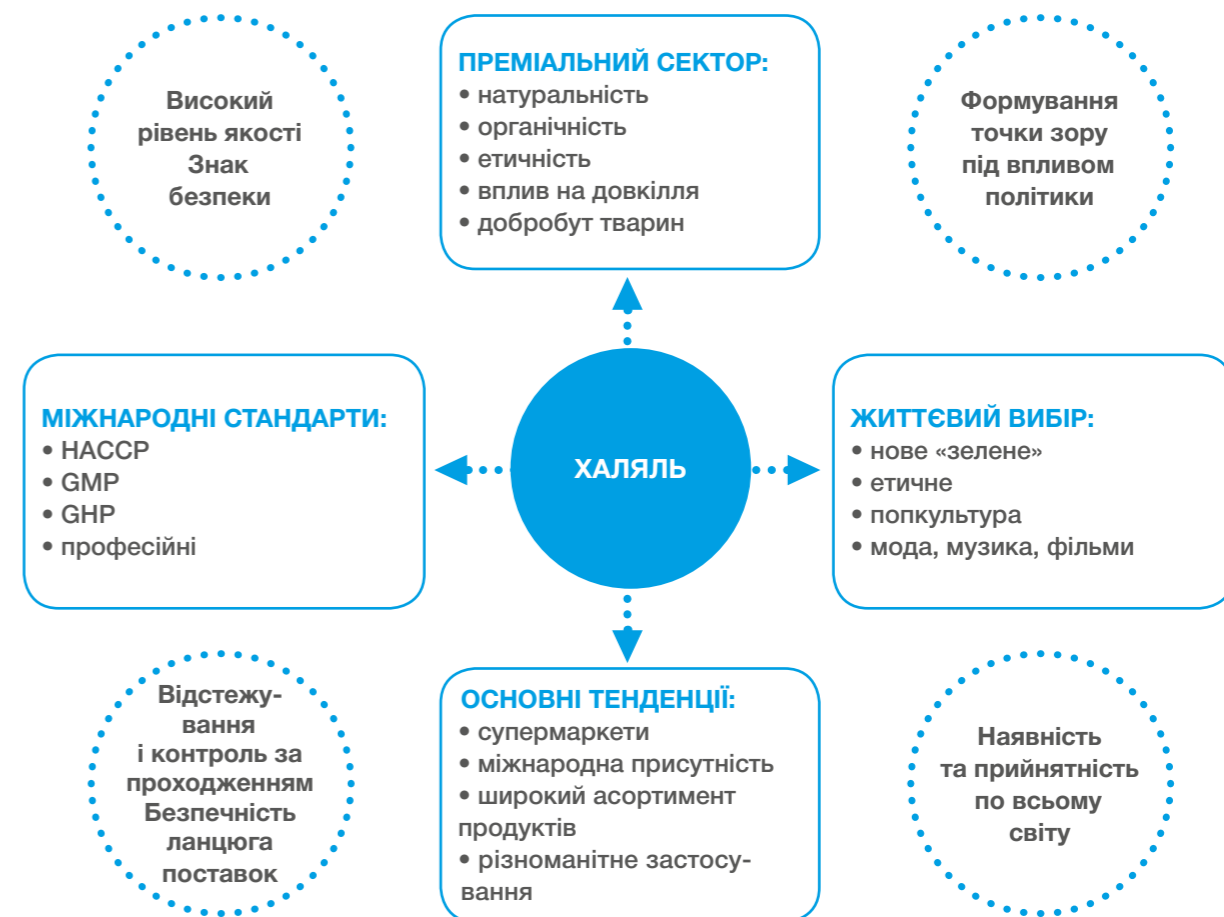 Високий
рівень якості
Знак
безпеки
ПРЕМІАЛЬНИЙ СЕКТОР:
• натуральність
• органічність
• етичність
• вплив на довкілля
• добробут тварин
Формування
точки зору
під впливом
політики
МІЖНАРОДНІ СТАНДАРТИ:
• HACCP
• GMP
• GHP
• професійні
ХАЛЯЛЬ
ЖИТТЄВИЙ ВИБІР:
• нове «зелене»
• етичне
• попкультура
• мода, музика, фільми
Відстежу-
вання
і контроль за
проходженням
Безпечність
ланцюга
поставок
ОСНОВНІ ТЕНДЕНЦІЇ:
• супермаркети
• міжнародна присутність
• широкий асортимент
продуктів
• різноманітне застосу-
вання
Наявність
та прийнятність
по всьому
світу